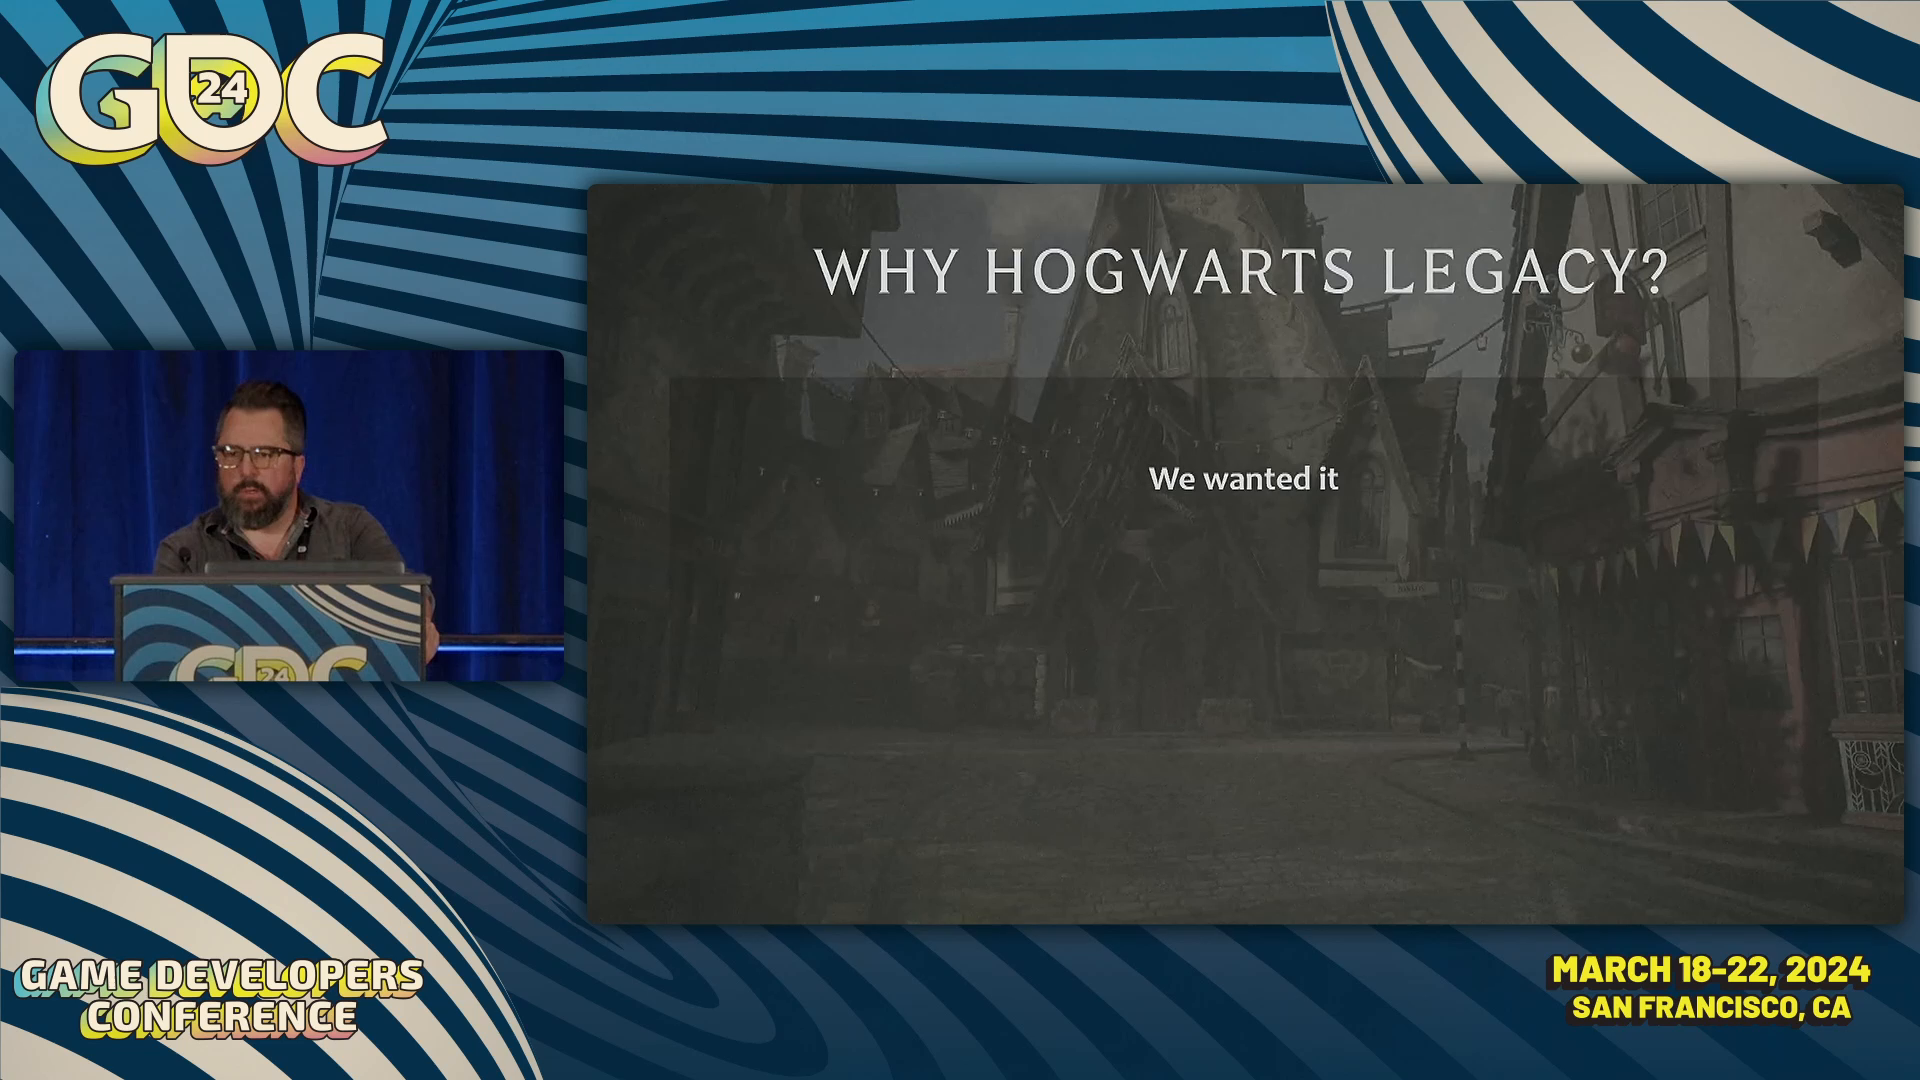 GDC
24
WHY HOGWARTS LEGACY?
We wanted it
GDC
24
GAME DEVELOPERS
CONFERENCE
MARCH 18-22, 2024
SAN FRANCISCO, CA